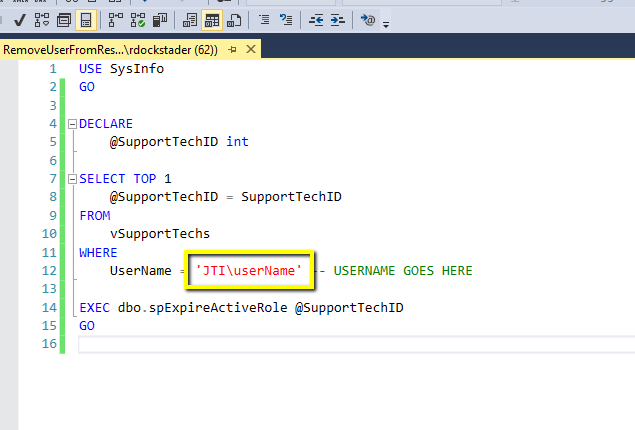 RemoveUserFromRes...\rdockstader (62))
1 USE SysInfo
2 GO
3
4 DECLARE
5 @SupportTechID int
6
7 SELECT TOP 1
8 @SupportTechID = SupportTechID
9 FROM
10 vSupportTechs
11 WHERE
12 UserName = 'JTI\userName' -- USERNAME GOES HERE
13
14 EXEC dbo.spExpireActiveRole @SupportTechID
15 GO
16